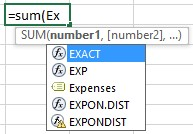 =sum(Ex
SUM(number1, [number2], ...)
EXACT
EXP
Expenses
EXPON.DIST
EXPONDIST